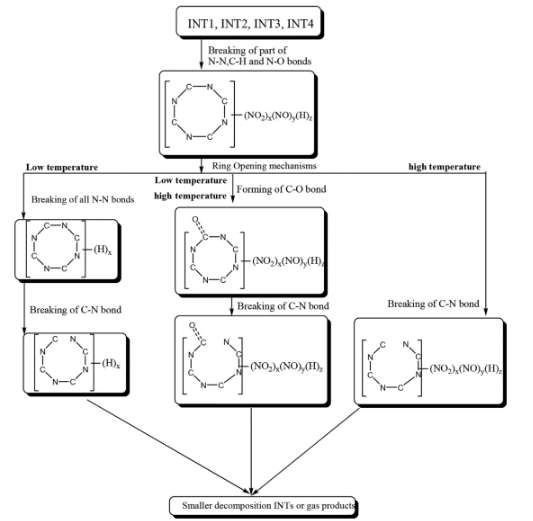 INT1, INT2, INT3, INT4
Breaking of part of
N-N,C-H and N-O bonds
C—N
N C
C N
N—C
(NO2)x(NO)y(H)z
Ring Opening mechanisms
Low temperature
high temperature
Low temperature
high temperature
Forming of C-O bond
Breaking of all N-N bonds
C—N
N C
C N
N—C
(H)x
O
C—N
N C
C N
N—C
(NO2)x(NO)y(H)z
Breaking of C-N bond
Breaking of C-N bond
Breaking of C-N bond
C N
N C
C N
N—C
(H)x
O
C N
N C
C N
N—C
(NO2)x(NO)y(H)z
C N
N C
C N
N—C
(NO2)x(NO)y(H)z
Smaller decomposition INTs or gas products